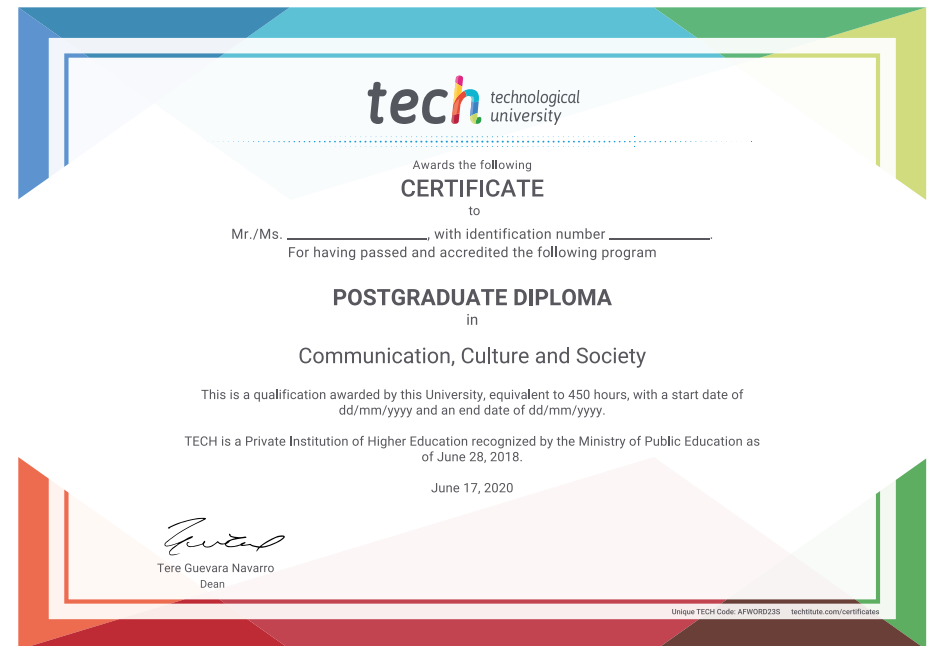 tech technological
university
Awards the following
CERTIFICATE
to
Mr./Ms. ____________________, with identification number ______________.
For having passed and accredited the following program
POSTGRADUATE DIPLOMA
in
Communication, Culture and Society
This is a qualification awarded by this University, equivalent to 450 hours, with a start date of
dd/mm/yyyy and an end date of dd/mm/yyyy.
TECH is a Private Institution of Higher Education recognized by the Ministry of Public Education as
of June 28, 2018.
June 17, 2020
Tere Guevara Navarro
Dean
Unique TECH Code: AFWORD23S techtitute.com/certificates